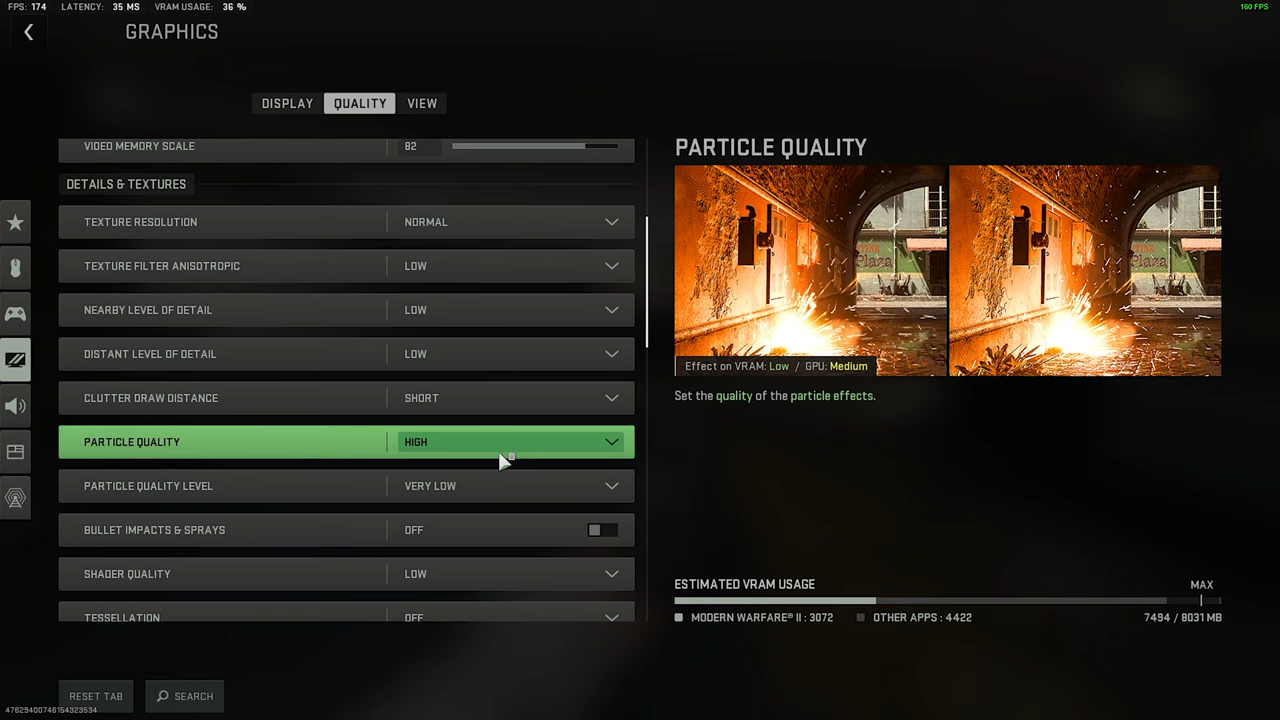 FPS: 174 LATENCY: 35 MS VRAM USAGE: 36 %
160 FPS
GRAPHICS
DISPLAY QUALITY VIEW
VIDEO MEMORY SCALE 82
DETAILS & TEXTURES
TEXTURE RESOLUTION NORMAL
TEXTURE FILTER ANISOTROPIC LOW
NEARBY LEVEL OF DETAIL LOW
DISTANT LEVEL OF DETAIL LOW
CLUTTER DRAW DISTANCE SHORT
PARTICLE QUALITY HIGH
PARTICLE QUALITY LEVEL VERY LOW
BULLET IMPACTS & SPRAYS OFF
SHADER QUALITY LOW
TESSELLATION OFF
PARTICLE QUALITY
Plaza
Plaza
Effect on VRAM: Low / GPU: Medium
Set the quality of the particle effects.
ESTIMATED VRAM USAGE MAX
MODERN WARFARE® II : 3072 OTHER APPS : 4422 7494 / 8031 MB
RESET TAB SEARCH